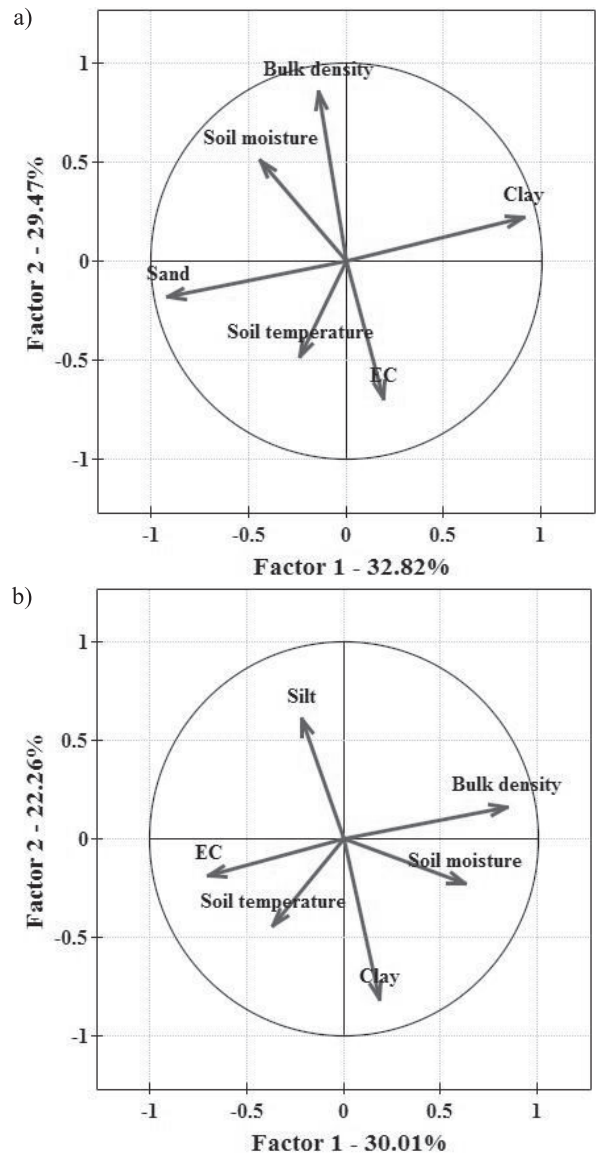 a)
1
0.5
0
-0.5
-1
Factor 2 - 29.47%
Bulk density
Soil moisture
Clay
Sand
Soil temperature
EC
-1
-0.5
0
0.5
1
Factor 1 - 32.82%
b)
1
0.5
0
-0.5
-1
Factor 2 - 22.26%
Silt
Bulk density
EC
Soil moisture
Soil temperature
Clay
-1
-0.5
0
0.5
1
Factor 1 - 30.01%